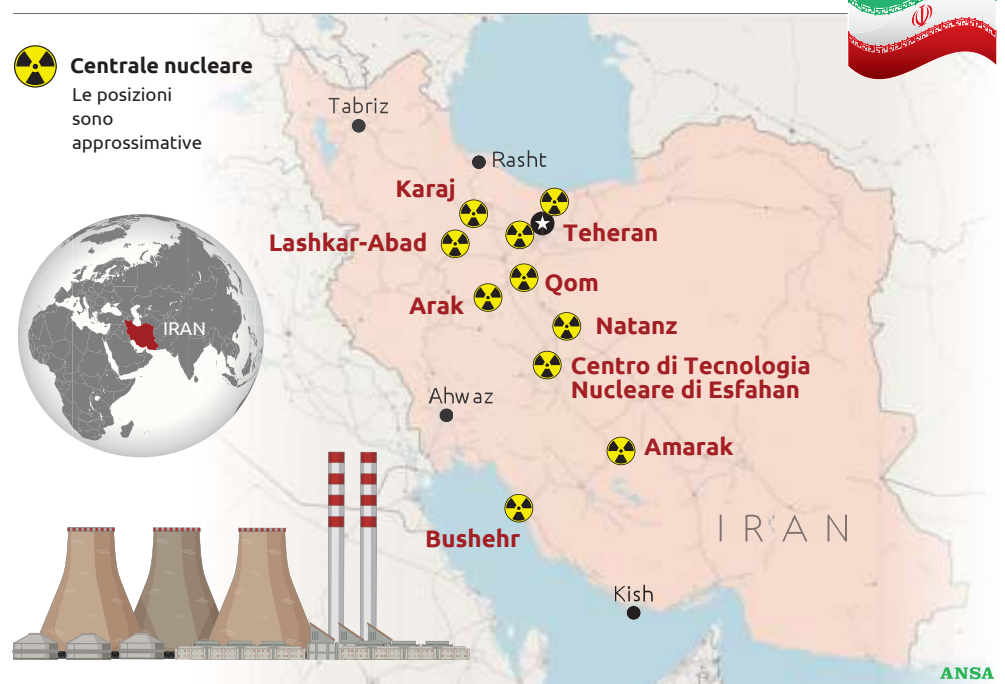 Centrale nucleare
Le posizioni
sono
approssimative
Tabriz
Rasht
Karaj
Lashkar-Abad
Teheran
Qom
Arak
Natanz
IRAN
Centro di Tecnologia
Nucleare di Esfahan
Ahwaz
Amarak
Bushehr
IRAN
Kish
ANSA